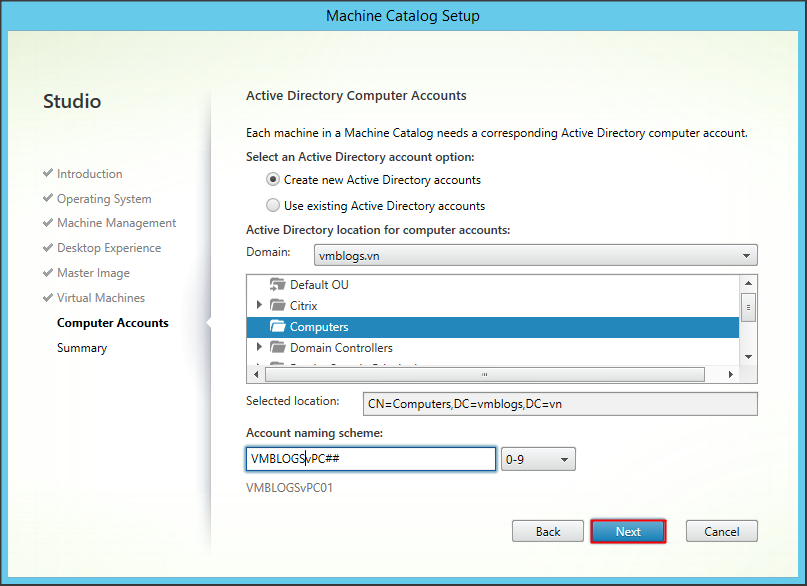 Machine Catalog Setup
Studio
Introduction
Operating System
Machine Management
Desktop Experience
Master Image
Virtual Machines
Computer Accounts
Summary
Active Directory Computer Accounts
Each machine in a Machine Catalog needs a corresponding Active Directory computer account.
Select an Active Directory account option:
Create new Active Directory accounts
Use existing Active Directory accounts
Active Directory location for computer accounts:
Domain: vmblogs.vn
Default OU
Citrix
Computers
Domain Controllers
Selected location: CN=Computers,DC=vmblogs,DC=vn
Account naming scheme:
VMBLOGSvPC## 0-9
VMBLOGSvPC01
Back Next Cancel